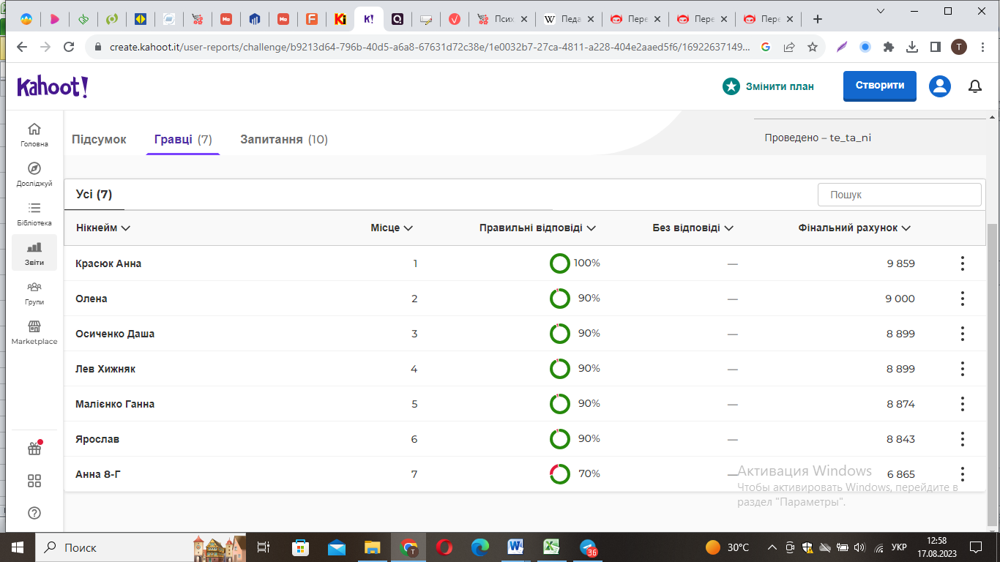 Псих
Педа
Пере
Пере
Пере
create.kahoot.it/user-reports/challenge/b9213d64-796b-40d5-a6a8-67631d72c38e/1e0032b7-27ca-4811-a228-404e2aaed5f6/16922637149...
T
Kahoot!
Змінити план
Створити
Головна
Досліджуй
Бібліотека
Звіти
Групи
Marketplace
Підсумок Гравці (7) Запитання (10)
Проведено – te_ta_ni
Усі (7)
Пошук
Нікнейм Місце Правильні відповіді Без відповіді Фінальний рахунок
Красюк Анна 1 100% — 9 859
Олена 2 90% — 9 000
Осиченко Даша 3 90% — 8 899
Лев Хижняк 4 90% — 8 899
Малієнко Ганна 5 90% — 8 874
Ярослав 6 90% — 8 843
Анна 8-Г 7 70% — 6 865
Активация Windows
Чтобы активировать Windows, перейдите в
раздел "Параметры".
Поиск
36
30°C
УКР
12:58
17.08.2023